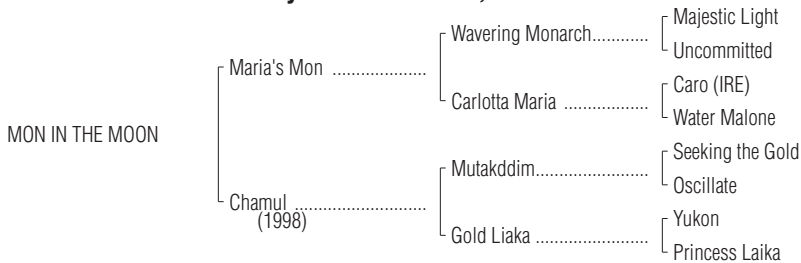 Majestic Light
Wavering Monarch............
Uncommitted
Maria's Mon .....................
Caro (IRE)
Carlotta Maria ..................
Water Malone
MON IN THE MOON
Seeking the Gold
Mutakddim........................
Oscillate
Chamul .............................
(1998)
Yukon
Gold Liaka ........................
Princess Laika